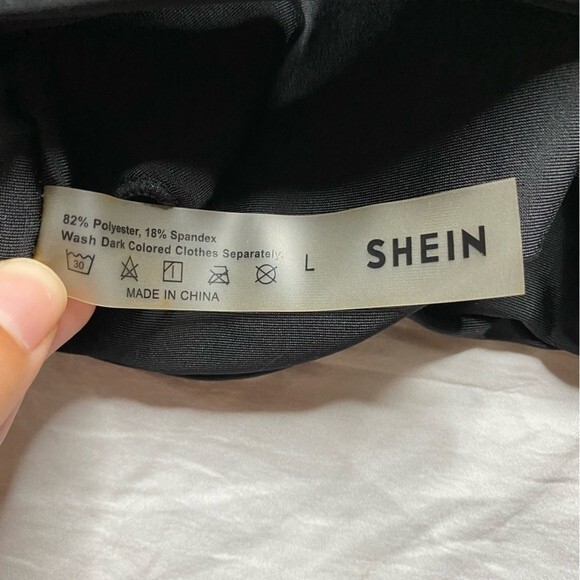 82% Polyester, 18% Spandex
Wash Dark Colored Clothes Separately.
30
L
SHEIN
MADE IN CHINA